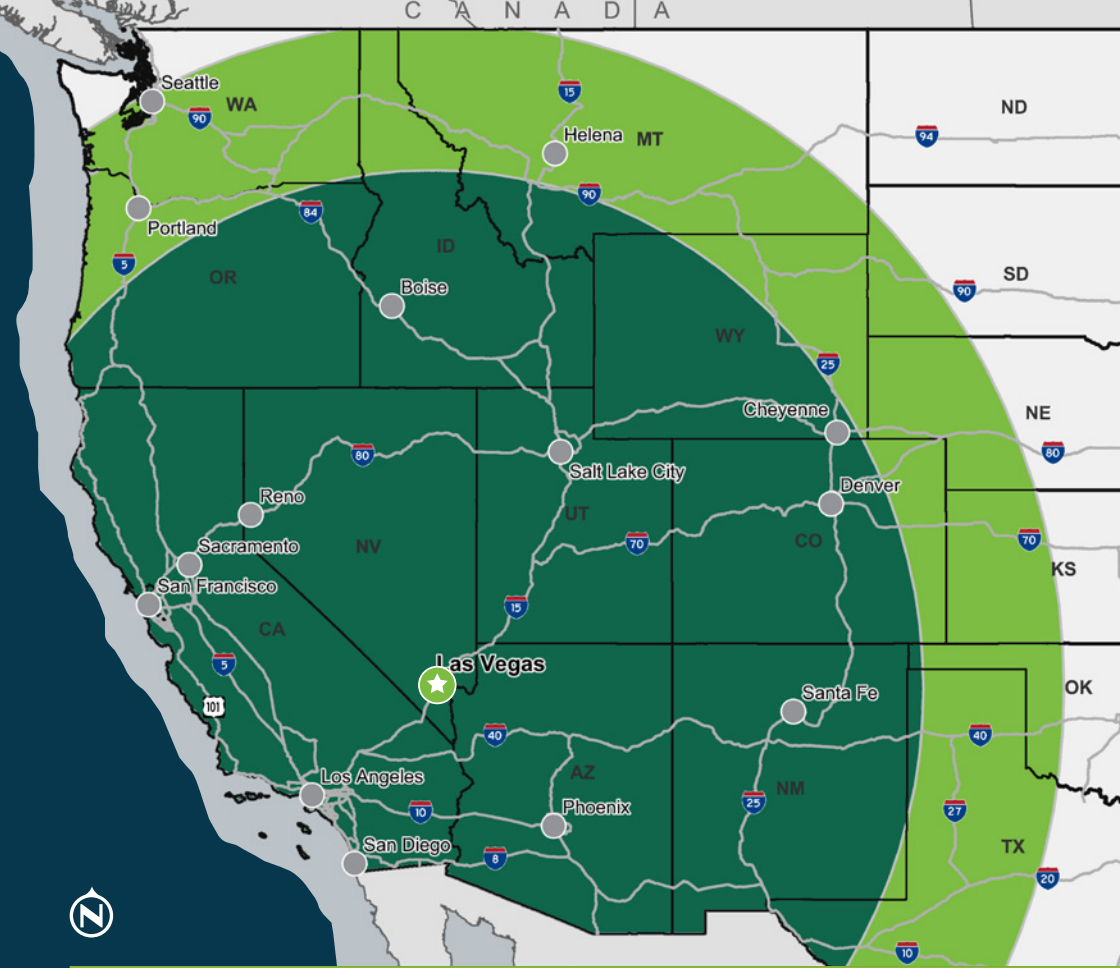 C A N A D A
Seattle
90
WA
15
Helena
MT
ND
94
90
Portland
84
5
ID
OR
SD
90
Boise
WY
25
Cheyenne
NE
80
80
Salt Lake City
Denver
Reno
UT
NV
70
CO
70
Sacramento
San Francisco
KS
15
CA
5
Las Vegas
101
Santa Fe
OK
40
40
Los Angeles
AZ
NM
10
Phoenix
25
27
San Diego
8
TX
20
N
10